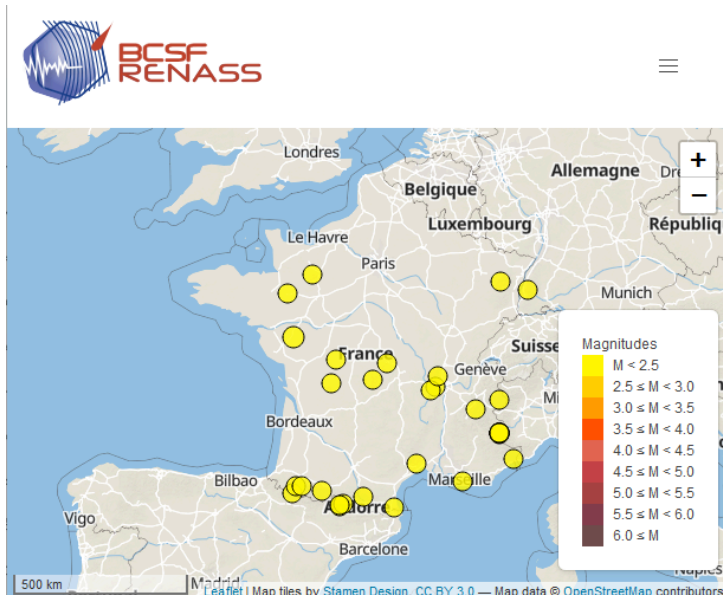 BCSF
RENASS
Londres
Allemagne
Belgique
Luxembourg
Le Havre
Paris
Munich
France
Suisse
Genève
Bordeaux
Bilbao
Marseille
Vigo
Barcelone
Madrid
+
−
Magnitudes
M < 2.5
2.5 ≤ M < 3.0
3.0 ≤ M < 3.5
3.5 ≤ M < 4.0
4.0 ≤ M < 4.5
4.5 ≤ M < 5.0
5.0 ≤ M < 5.5
5.5 ≤ M < 6.0
6.0 ≤ M
500 km
Leaflet | Map tiles by Stamen Design, CC BY 3.0 — Map data © OpenStreetMap contributors